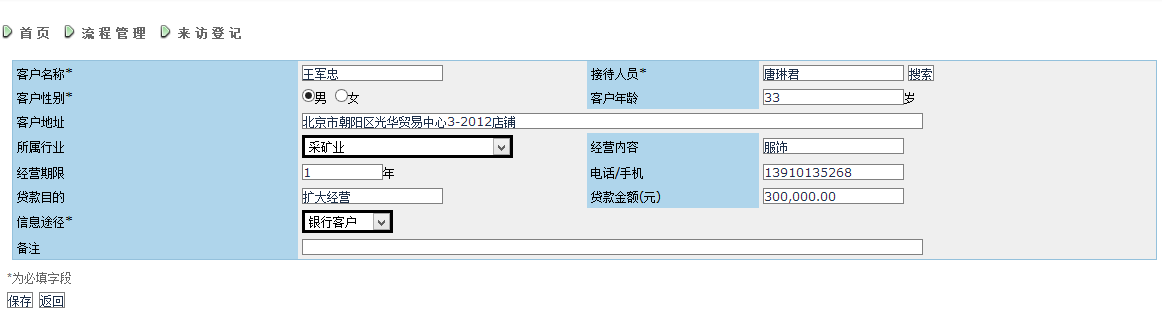 首页 流程管理 来访登记
客户名称* 王军忠 接待人员* 唐琳君 搜索
客户性别* 男 女 客户年龄 33 岁
客户地址 北京市朝阳区光华贸易中心3-2012店铺
所属行业 采矿业 经营内容 服饰
经营期限 1 年 电话/手机 13910135268
贷款目的 扩大经营 贷款金额(元) 300,000.00
信息途径* 银行客户
备注
*为必填字段
保存 返回